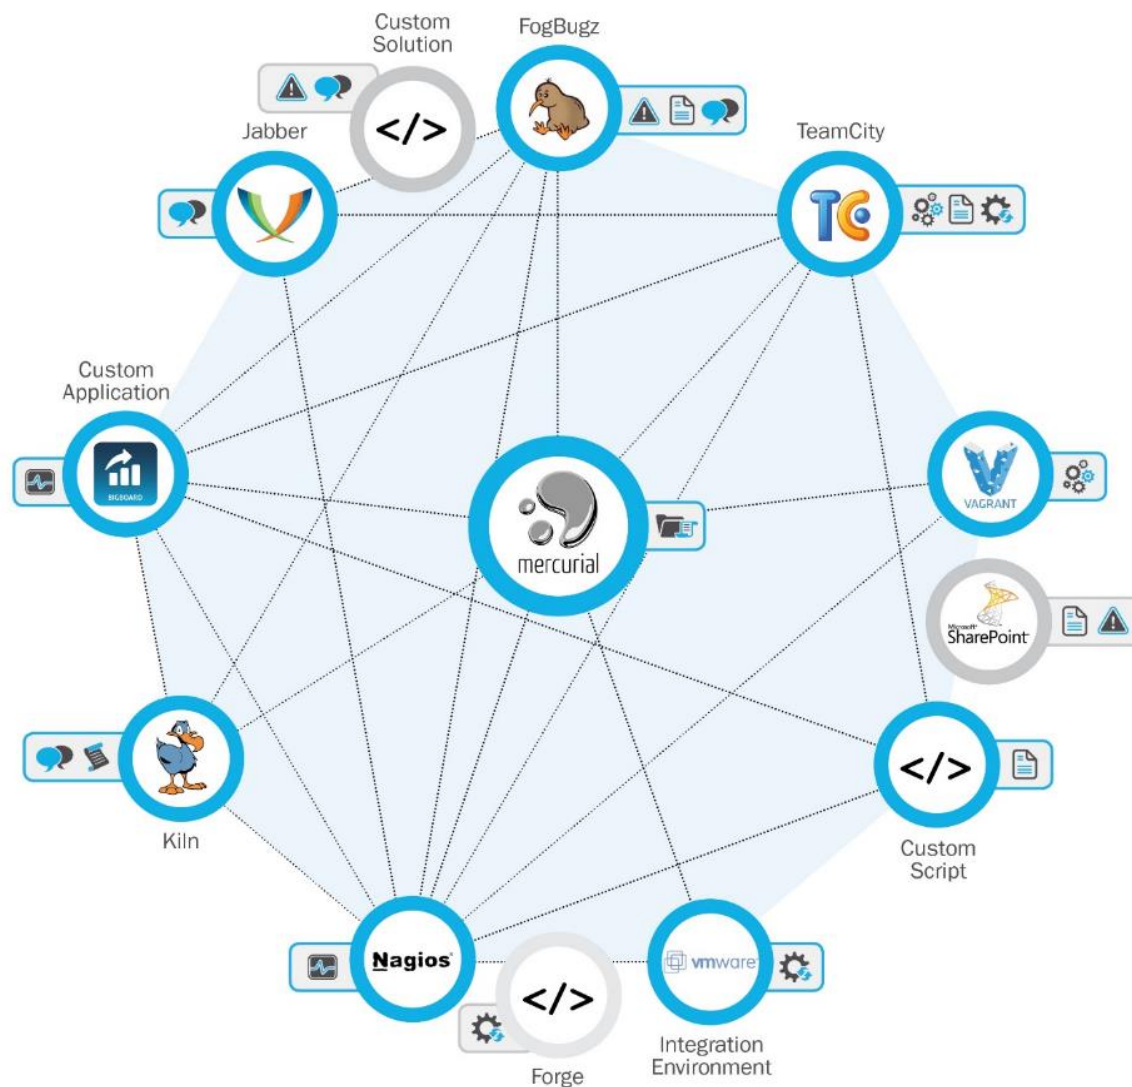 Custom
Solution
FogBugz
</>
Jabber
TeamCity
TC
Custom
Application
BIGBOARD
mercurial
VAGRANT
Microsoft
SharePoint
</>
Custom
Script
Kiln
Nagios
vmware
</>
Integration
Environment
Forge